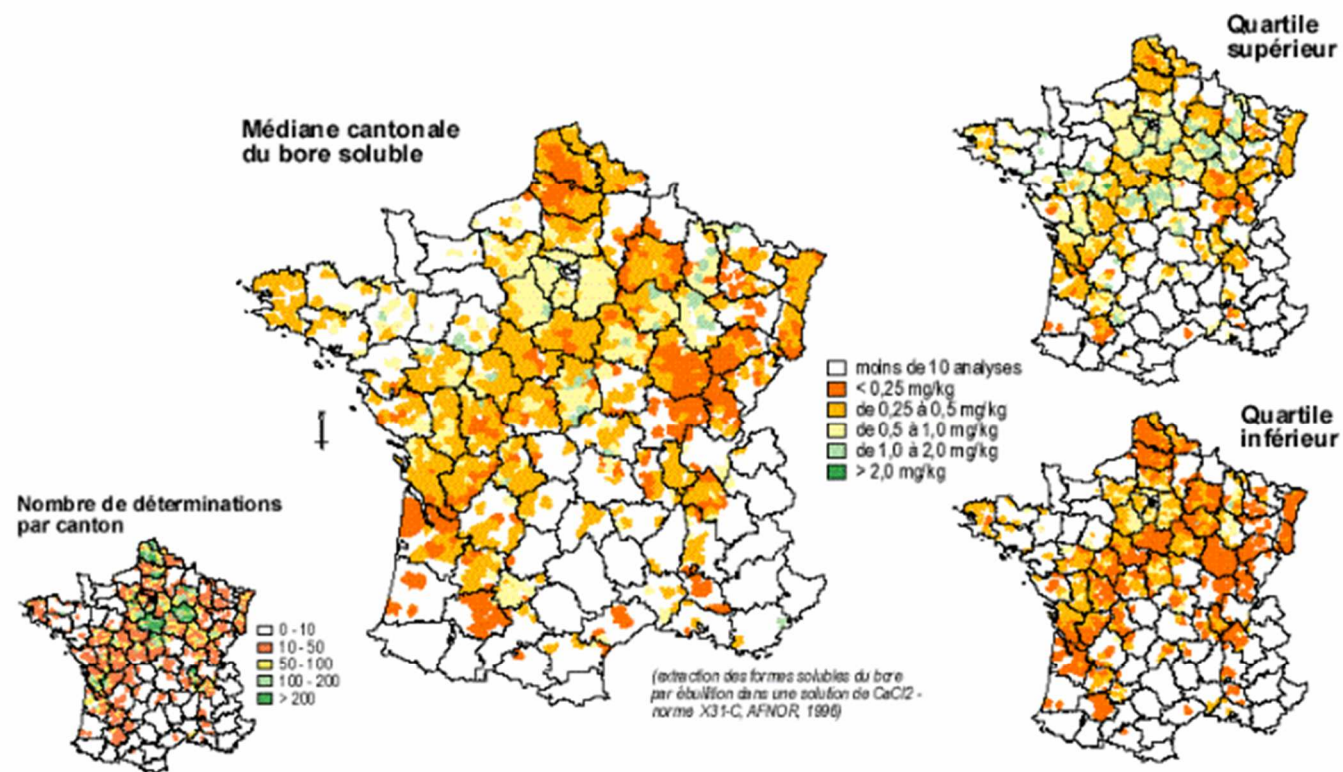 Quartile
supérieur
Médiane cantonale
du bore soluble
moins de 10 analyses
< 0,25 mg/kg
de 0,25 à 0,5 mg/kg
de 0,5 à 1,0 mg/kg
de 1,0 à 2,0 mg/kg
> 2,0 mg/kg
Quartile
inférieur
Nombre de déterminations
par canton
0 - 10
10 - 50
50 - 100
100 - 200
> 200
(extraction des formes solubles du bore
par ébullition dans une solution de CaCl2 -
norme X31-C, AFNOR, 1996)